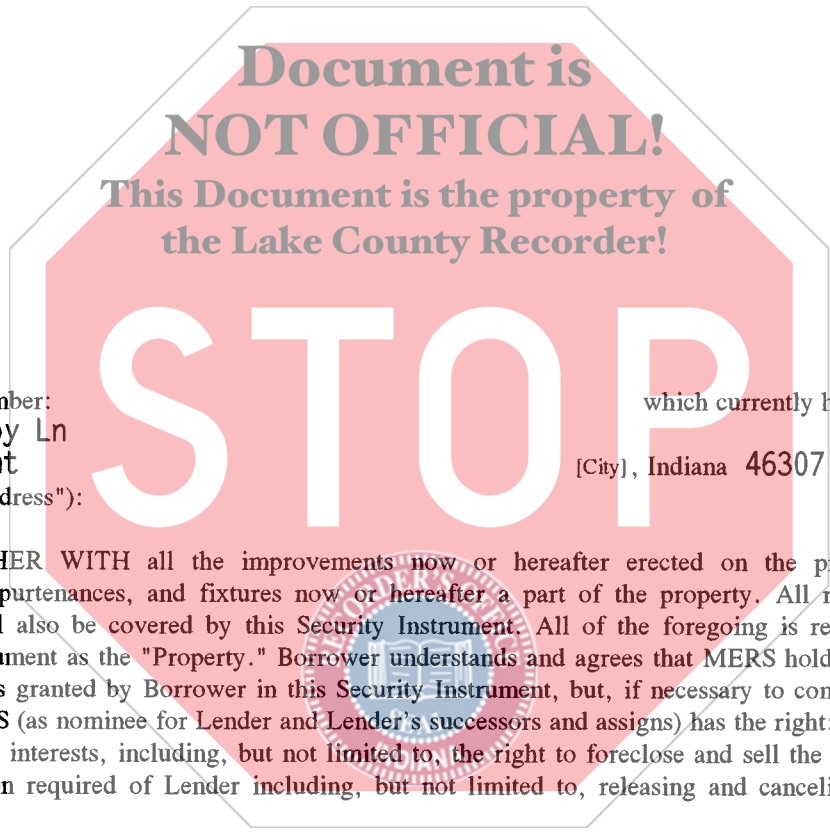 Document is
NOT OFFICIAL!
This Document is the property of
the Lake County Recorder!
STOP
mber: which currently h
y Ln
[City], Indiana 46307
dress"):
HER WITH all the improvements now or hereafter erected on the p
purtenances, and fixtures now or hereafter a part of the property. All r
l also be covered by this Security Instrument. All of the foregoing is re
ument as the "Property." Borrower understands and agrees that MERS hold
s granted by Borrower in this Security Instrument, but, if necessary to com
S (as nominee for Lender and Lender's successors and assigns) has the right:
interests, including, but not limited to, the right to foreclose and sell the
n required of Lender including, but not limited to, releasing and canceli
RECORDER'S
SEAL
INDIANA